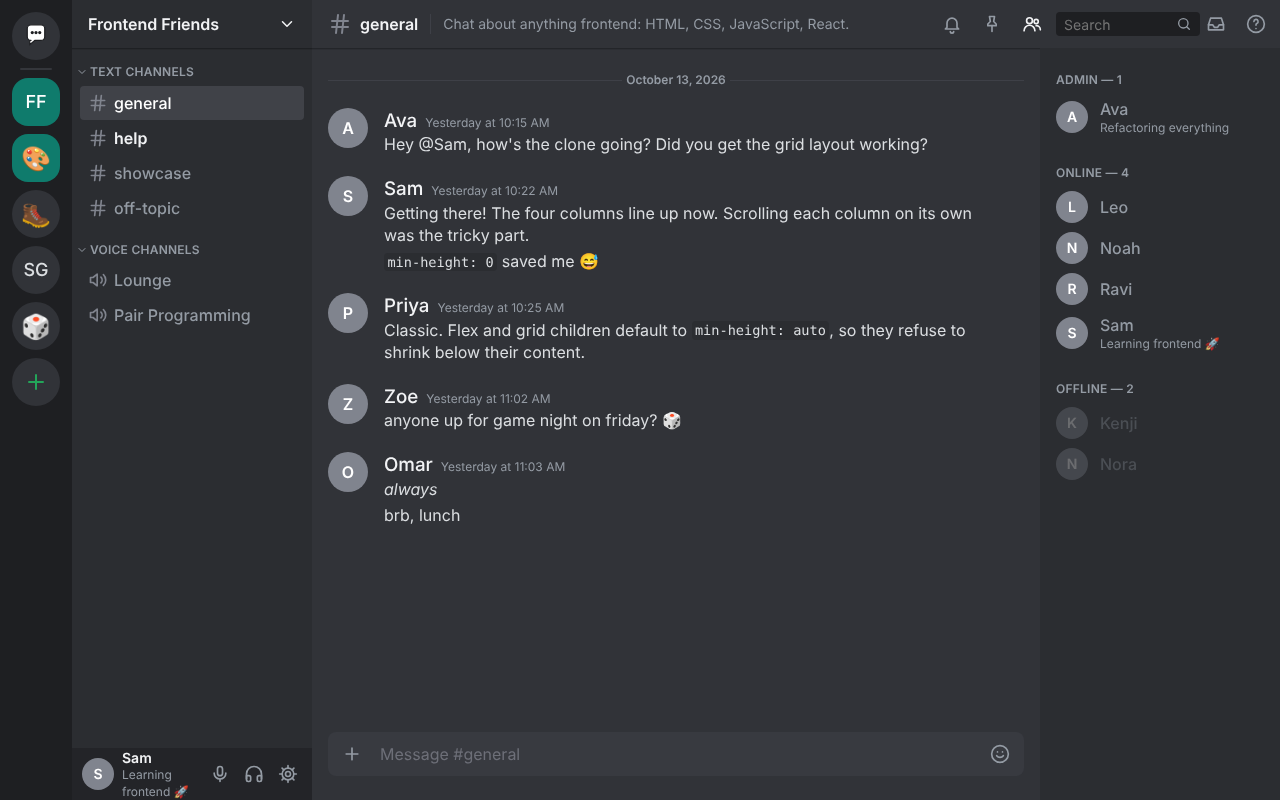 FF
SG
Frontend Friends
TEXT CHANNELS
# general
# help
# showcase
# off-topic
VOICE CHANNELS
Lounge
Pair Programming
S
Sam
Learning
frontend 🚀
# general
Chat about anything frontend: HTML, CSS, JavaScript, React.
Search
October 13, 2026
A
Ava Yesterday at 10:15 AM
Hey @Sam, how's the clone going? Did you get the grid layout working?
S
Sam Yesterday at 10:22 AM
Getting there! The four columns line up now. Scrolling each column on its own
was the tricky part.
min-height: 0 saved me 😅
P
Priya Yesterday at 10:25 AM
Classic. Flex and grid children default to min-height: auto, so they refuse to
shrink below their content.
Z
Zoe Yesterday at 11:02 AM
anyone up for game night on friday? 🎲
O
Omar Yesterday at 11:03 AM
always
brb, lunch
Message #general
ADMIN — 1
A
Ava
Refactoring everything
ONLINE — 4
L
Leo
N
Noah
R
Ravi
S
Sam
Learning frontend 🚀
OFFLINE — 2
K
Kenji
N
Nora